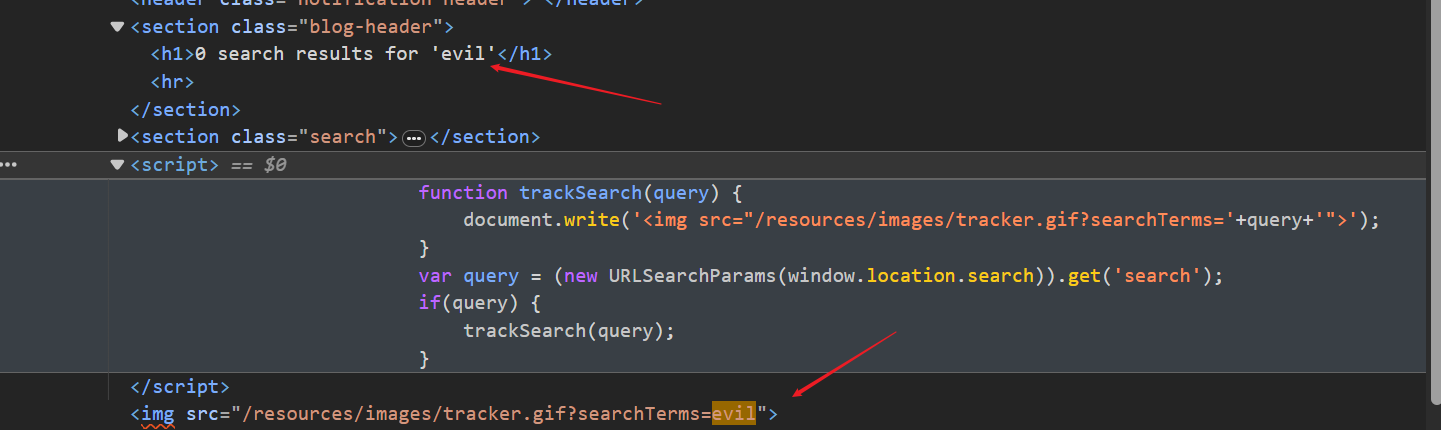 <header class="notification-header"> </header>
<section class="blog-header">
<h1>0 search results for 'evil'</h1>
<hr>
</section>
<section class="search"> ••• </section>
••• <script> == $0
function trackSearch(query) {
document.write('<img src="/resources/images/tracker.gif?searchTerms='+query+'">');
}
var query = (new URLSearchParams(window.location.search)).get('search');
if(query) {
trackSearch(query);
}
</script>
<img src="/resources/images/tracker.gif?searchTerms=evil">